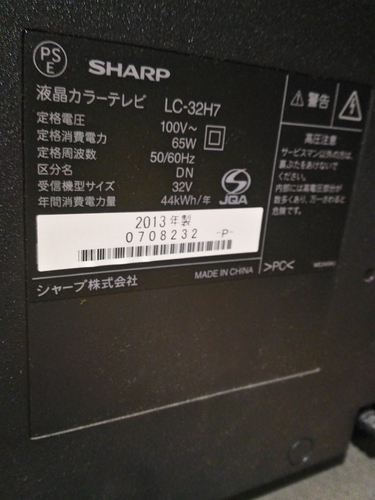 PS
E
SHARP
液晶カラーテレビ LC-32H7
定格電圧 100V~
定格消費電力 65W
定格周波数 50/60Hz
区分名 DN
受信機型サイズ 32V
年間消費電力量 44kWh/年
JQA
2013年製
0708232 -P-
シャープ株式会社 MADE IN CHINA
警告
高圧注意
サービスマン以外の方は、
裏ぶたをあけないで
ください。
内部には高電圧部分が
数多くあり、万一さわると
危険です。
>PC<